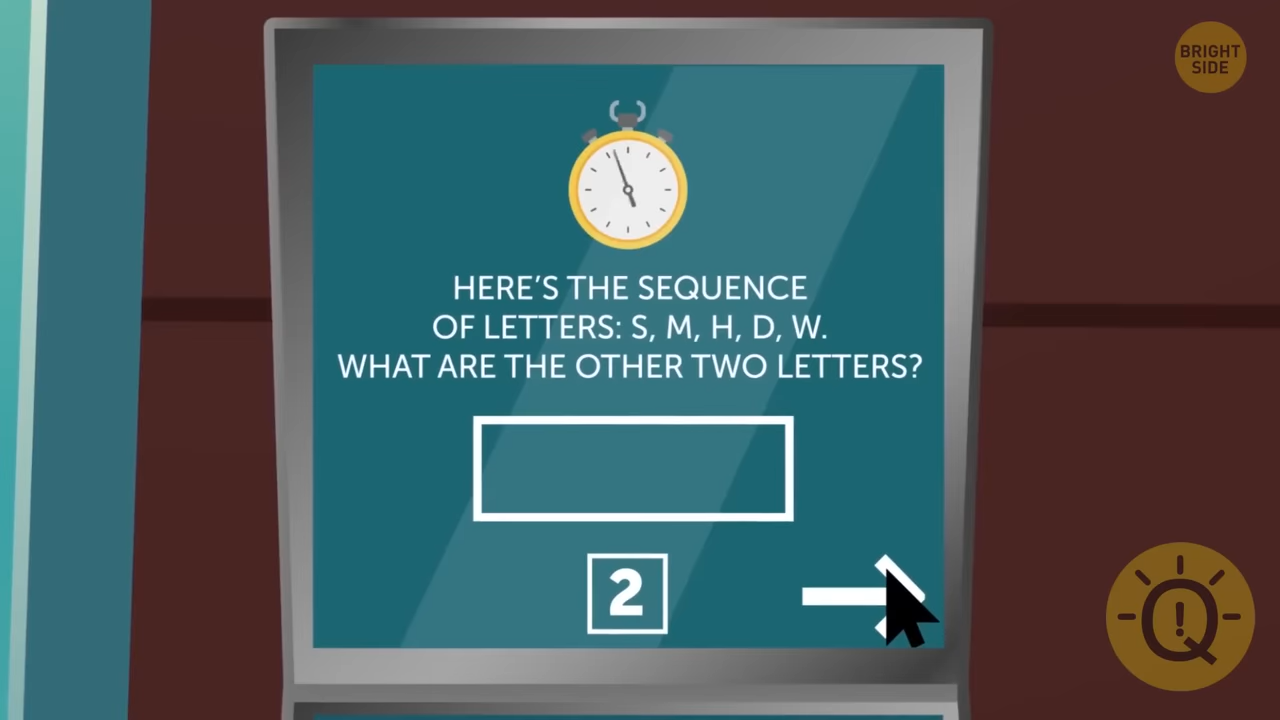 BRIGHT
SIDE
HERE'S THE SEQUENCE
OF LETTERS: S, M, H, D, W.
WHAT ARE THE OTHER TWO LETTERS?
2
Q!